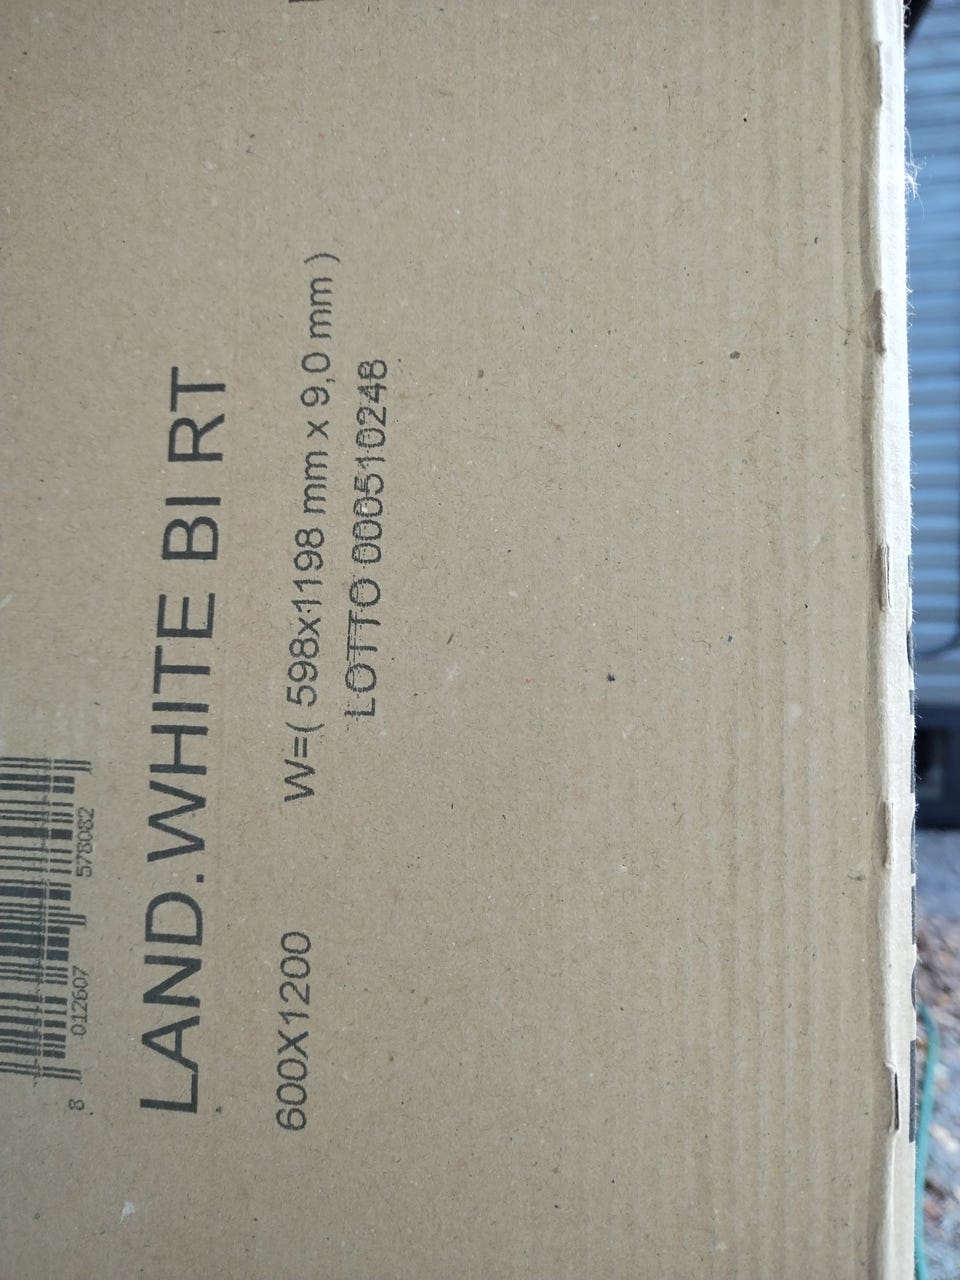 8 012607 578082
LAND.WHITE BI RT
600X1200 W=( 598x1198 mm x 9,0 mm )
LOTTO 000510248